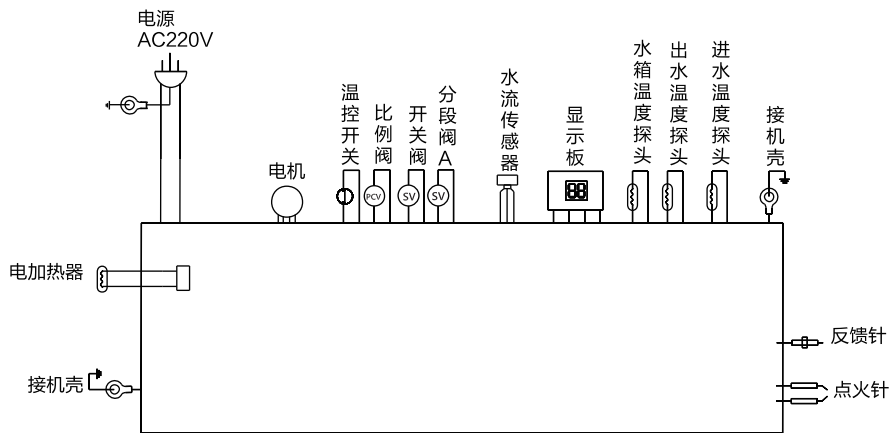 电源
AC220V
电机
温控开关
比例阀
开关阀
分段阀A
水流传感器
显示板
水箱温度探头
出水温度探头
进水温度探头
接机壳
PCV
SV
SV
88
电加热器
接机壳
反馈针
点火针